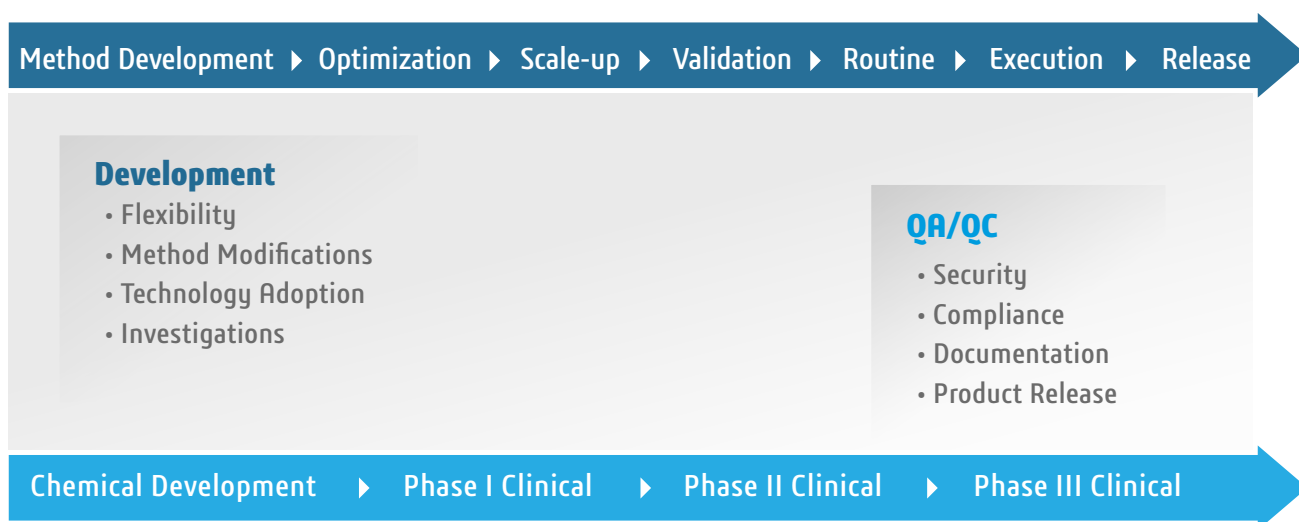 Method Development Optimization Scale-up Validation Routine Execution Release
Development
• Flexibility
• Method Modifications
• Technology Adoption
• Investigations
QA/QC
• Security
• Compliance
• Documentation
• Product Release
Chemical Development Phase I Clinical Phase II Clinical Phase III Clinical